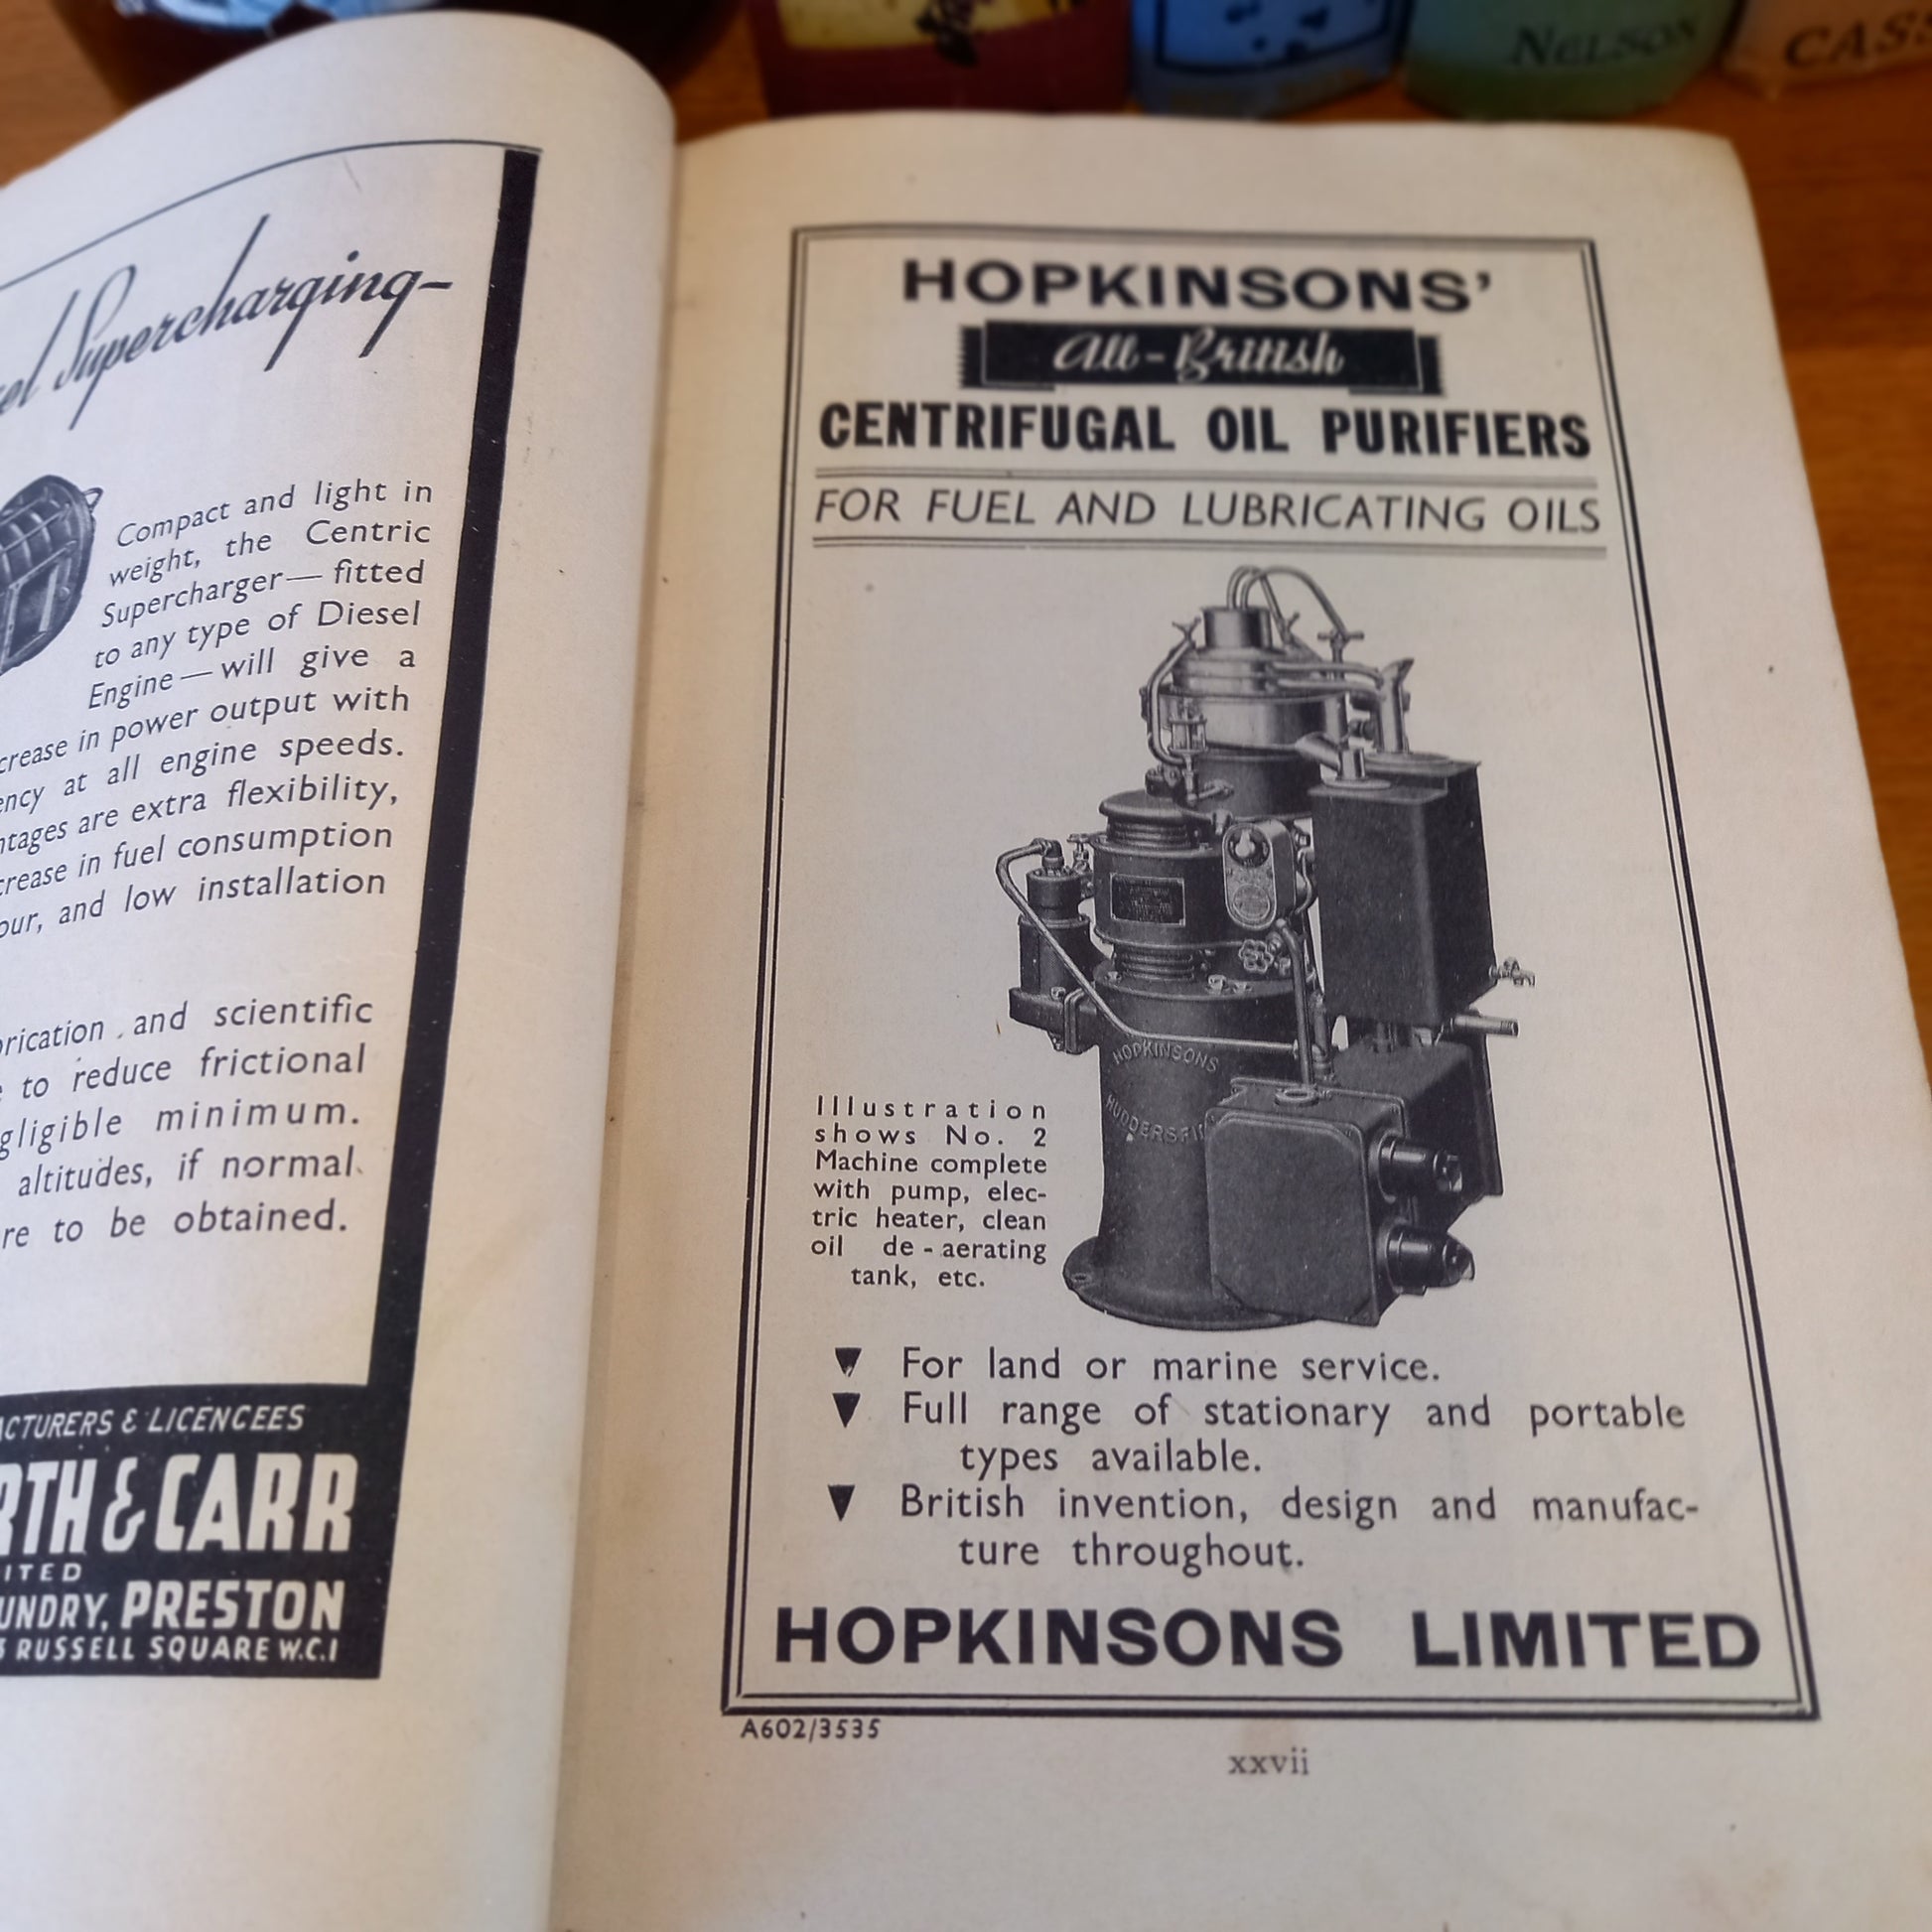 Supercharging—
Compact and light in
weight, the Centric
Supercharger — fitted
to any type of Diesel
Engine — will give a
crease in power output with
ency at all engine speeds.
ntages are extra flexibility,
crease in fuel consumption
our, and low installation
brication and scientific
to reduce frictional
gligible minimum.
altitudes, if normal
re to be obtained.
ACTURERS & LICENCEES
RTH & CARR
ITED
UNDRY, PRESTON
RUSSELL SQUARE W.C.1
NELSON
CASS
HOPKINSONS'
All-British
CENTRIFUGAL OIL PURIFIERS
FOR FUEL AND LUBRICATING OILS
HOPKINSONS
HUDDERSFI
Illustration
shows No. 2
Machine complete
with pump, elec-
tric heater, clean
oil de-aerating
tank, etc.
▼ For land or marine service.
▼ Full range of stationary and portable
types available.
▼ British invention, design and manufac-
ture throughout.
HOPKINSONS LIMITED
A602/3535
xxvii